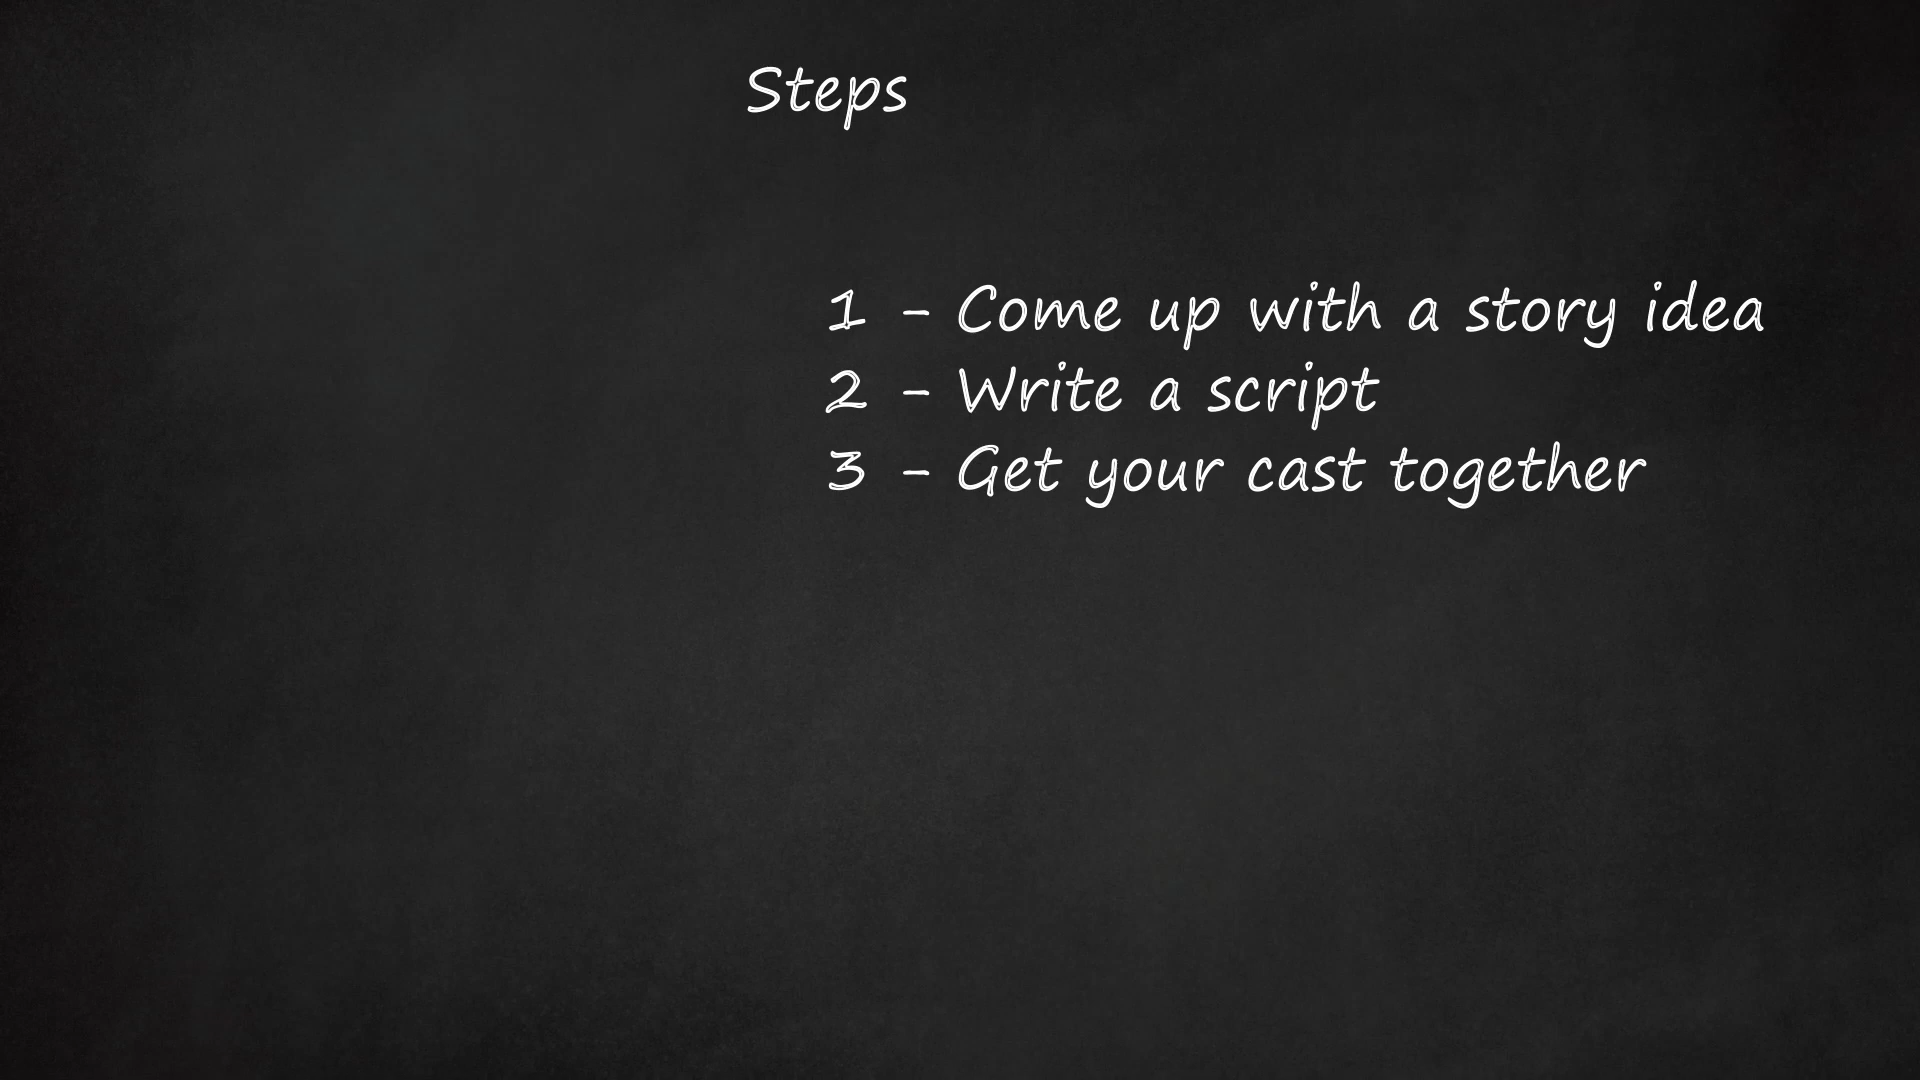 Steps
1 - Come up with a story idea
2 - Write a script
3 - Get your cast together